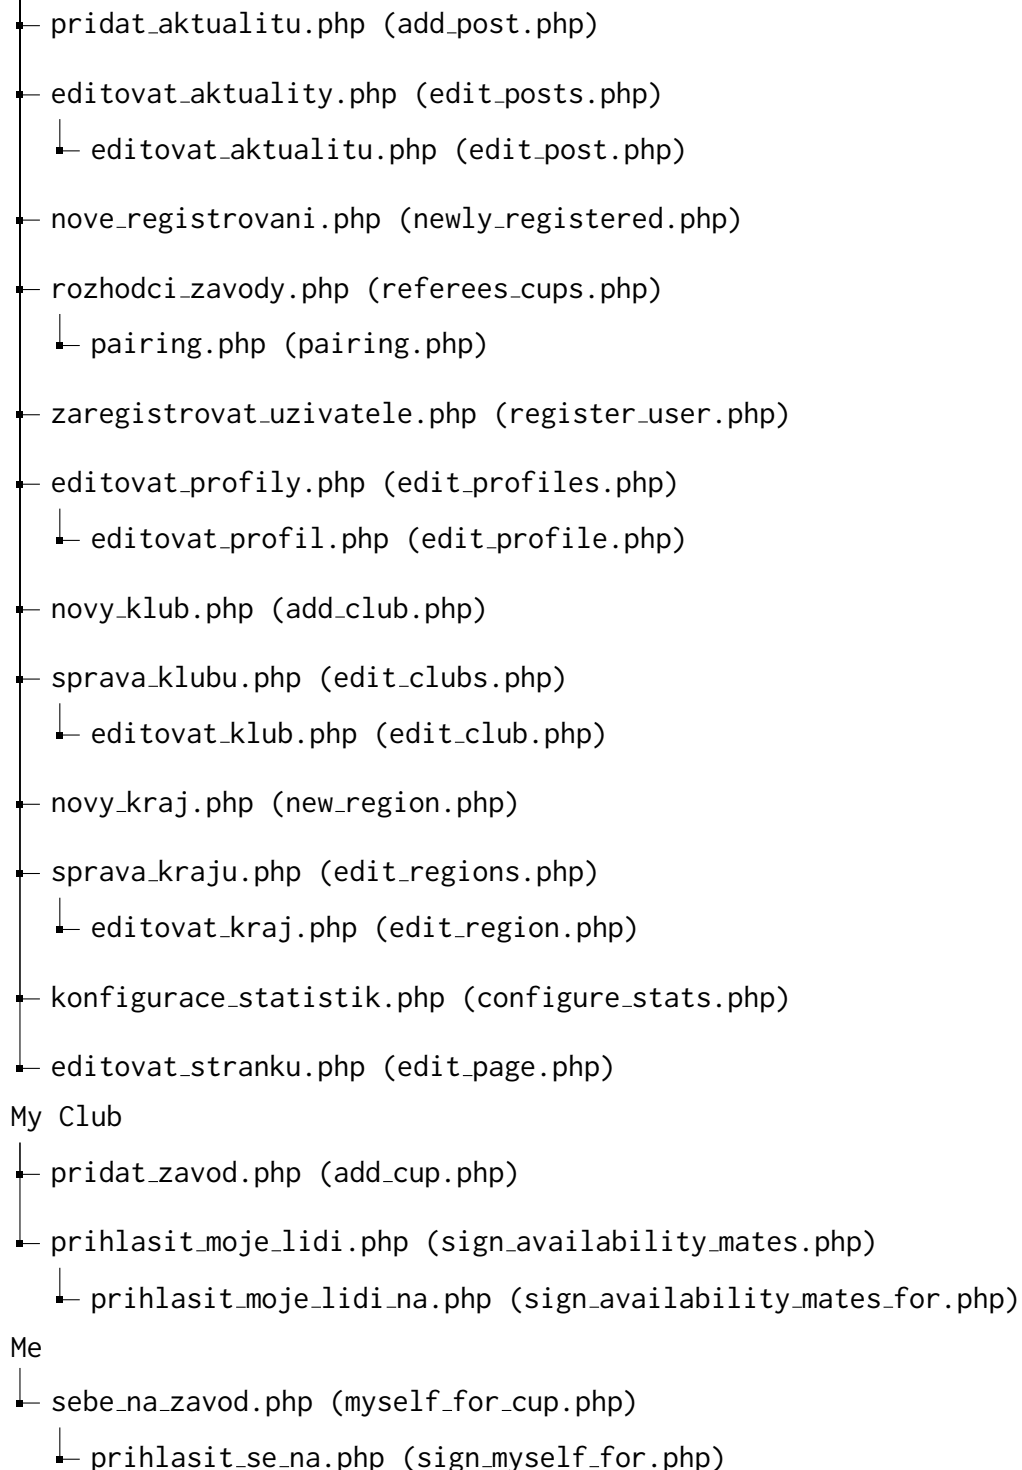 pridat_aktualitu.php (add_post.php)
editovat_aktuality.php (edit_posts.php)
editovat_aktualitu.php (edit_post.php)
nove_registrovani.php (newly_registered.php)
rozhodci_zavody.php (referees_cups.php)
pairing.php (pairing.php)
zaregistrovat_uzivatele.php (register_user.php)
editovat_profily.php (edit_profiles.php)
editovat_profil.php (edit_profile.php)
novy_klub.php (add_club.php)
sprava_klubu.php (edit_clubs.php)
editovat_klub.php (edit_club.php)
novy_kraj.php (new_region.php)
sprava_kraju.php (edit_regions.php)
editovat_kraj.php (edit_region.php)
konfigurace_statistik.php (configure_stats.php)
editovat_stranku.php (edit_page.php)
My Club
pridat_zavod.php (add_cup.php)
prihlasit_moje_lidi.php (sign_availability_mates.php)
prihlasit_moje_lidi_na.php (sign_availability_mates_for.php)
Me
sebe_na_zavod.php (myself_for_cup.php)
prihlasit_se_na.php (sign_myself_for.php)